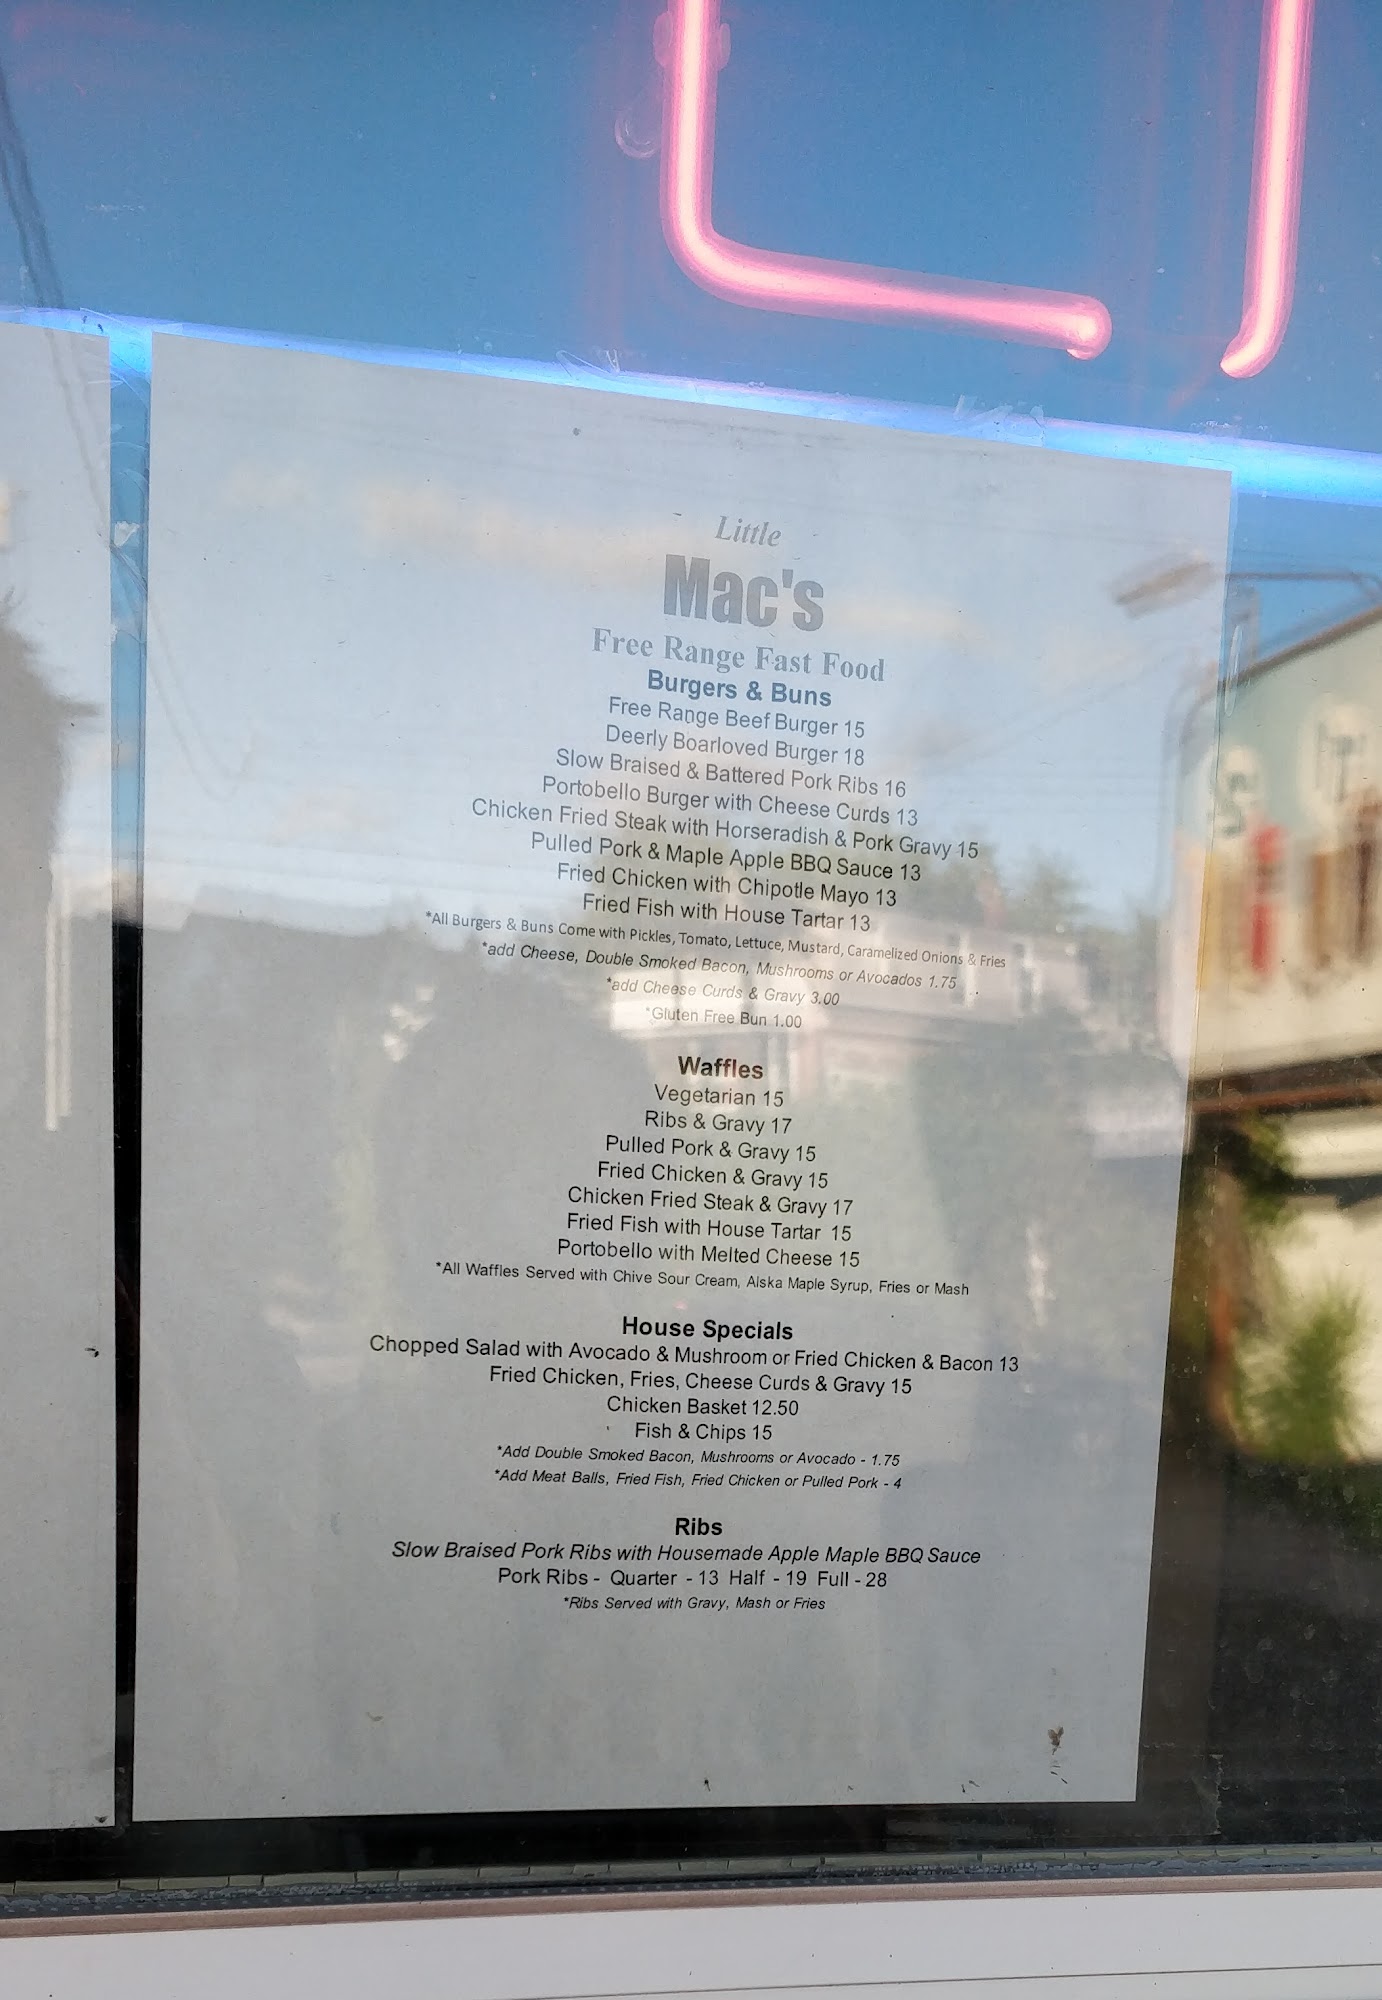 Little
Mac's
Free Range Fast Food
Burgers & Buns
Free Range Beef Burger 15
Deerly Boarloved Burger 18
Slow Braised & Battered Pork Ribs 16
Portobello Burger with Cheese Curds 13
Chicken Fried Steak with Horseradish & Pork Gravy 15
Pulled Pork & Maple Apple BBQ Sauce 13
Fried Chicken with Chipotle Mayo 13
Fried Fish with House Tartar 13
*All Burgers & Buns Come with Pickles, Tomato, Lettuce, Mustard, Caramelized Onions & Fries
*add Cheese, Double Smoked Bacon, Mushrooms or Avocados 1.75
*add Cheese Curds & Gravy 3.00
*Gluten Free Bun 1.00
Waffles
Vegetarian 15
Ribs & Gravy 17
Pulled Pork & Gravy 15
Fried Chicken & Gravy 15
Chicken Fried Steak & Gravy 17
Fried Fish with House Tartar 15
Portobello with Melted Cheese 15
*All Waffles Served with Chive Sour Cream, Alska Maple Syrup, Fries or Mash
House Specials
Chopped Salad with Avocado & Mushroom or Fried Chicken & Bacon 13
Fried Chicken, Fries, Cheese Curds & Gravy 15
Chicken Basket 12.50
Fish & Chips 15
*Add Double Smoked Bacon, Mushrooms or Avocado - 1.75
*Add Meat Balls, Fried Fish, Fried Chicken or Pulled Pork - 4
Ribs
Slow Braised Pork Ribs with Housemade Apple Maple BBQ Sauce
Pork Ribs - Quarter - 13 Half - 19 Full - 28
*Ribs Served with Gravy, Mash or Fries